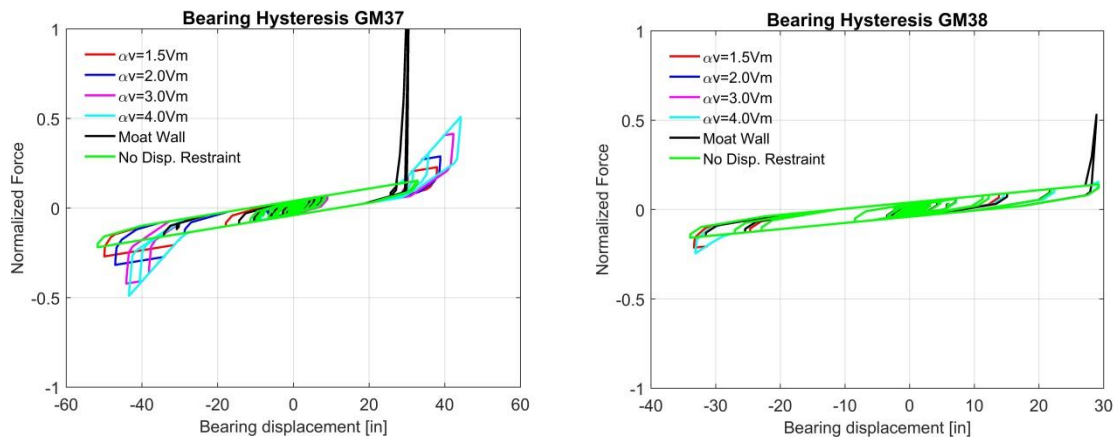 Bearing Hysteresis GM37
1
0.5
0
-0.5
-1
Normalized Force
αv=1.5Vm
αv=2.0Vm
αv=3.0Vm
αv=4.0Vm
Moat Wall
No Disp. Restraint
-60 -40 -20 0 20 40 60
Bearing displacement [in]
Bearing Hysteresis GM38
1
0.5
0
-0.5
-1
Normalized Force
αv=1.5Vm
αv=2.0Vm
αv=3.0Vm
αv=4.0Vm
Moat Wall
No Disp. Restraint
-40 -30 -20 -10 0 10 20 30
Bearing displacement [in]